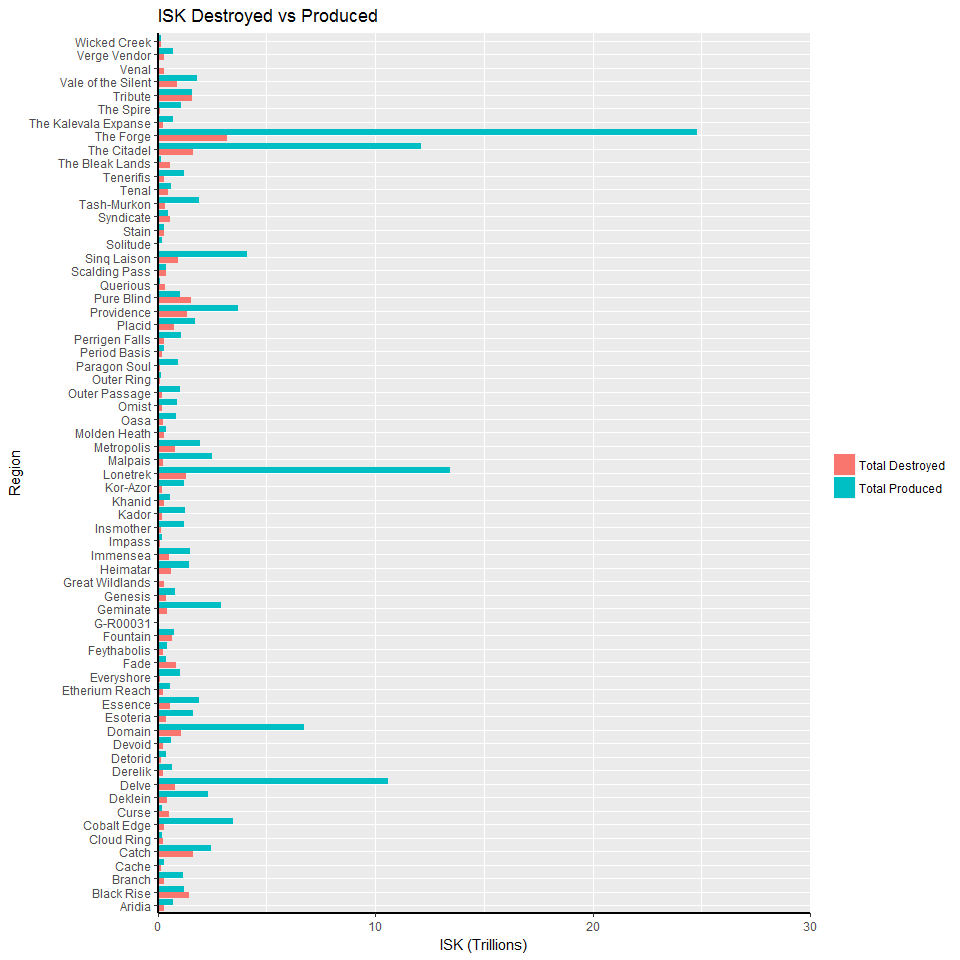 ISK Destroyed vs Produced
Wicked Creek
Verge Vendor
Venal
Vale of the Silent
Tribute
The Spire
The Kalevala Expanse
The Forge
The Citadel
The Bleak Lands
Tenerifis
Tenal
Tash-Murkon
Syndicate
Stain
Solitude
Sinq Laison
Scalding Pass
Querious
Pure Blind
Providence
Placid
Perrigen Falls
Period Basis
Paragon Soul
Outer Ring
Outer Passage
Omist
Oasa
Molden Heath
Metropolis
Malpais
Lonetrek
Kor-Azor
Khanid
Kador
Insmother
Impass
Immensea
Heimatar
Great Wildlands
Genesis
Geminate
G-R00031
Fountain
Feythabolis
Fade
Everyshore
Etherium Reach
Essence
Esoteria
Domain
Devoid
Detorid
Derelik
Delve
Deklein
Curse
Cobalt Edge
Cloud Ring
Catch
Cache
Branch
Black Rise
Aridia
Region
0 10 20 30
ISK (Trillions)
Total Destroyed
Total Produced